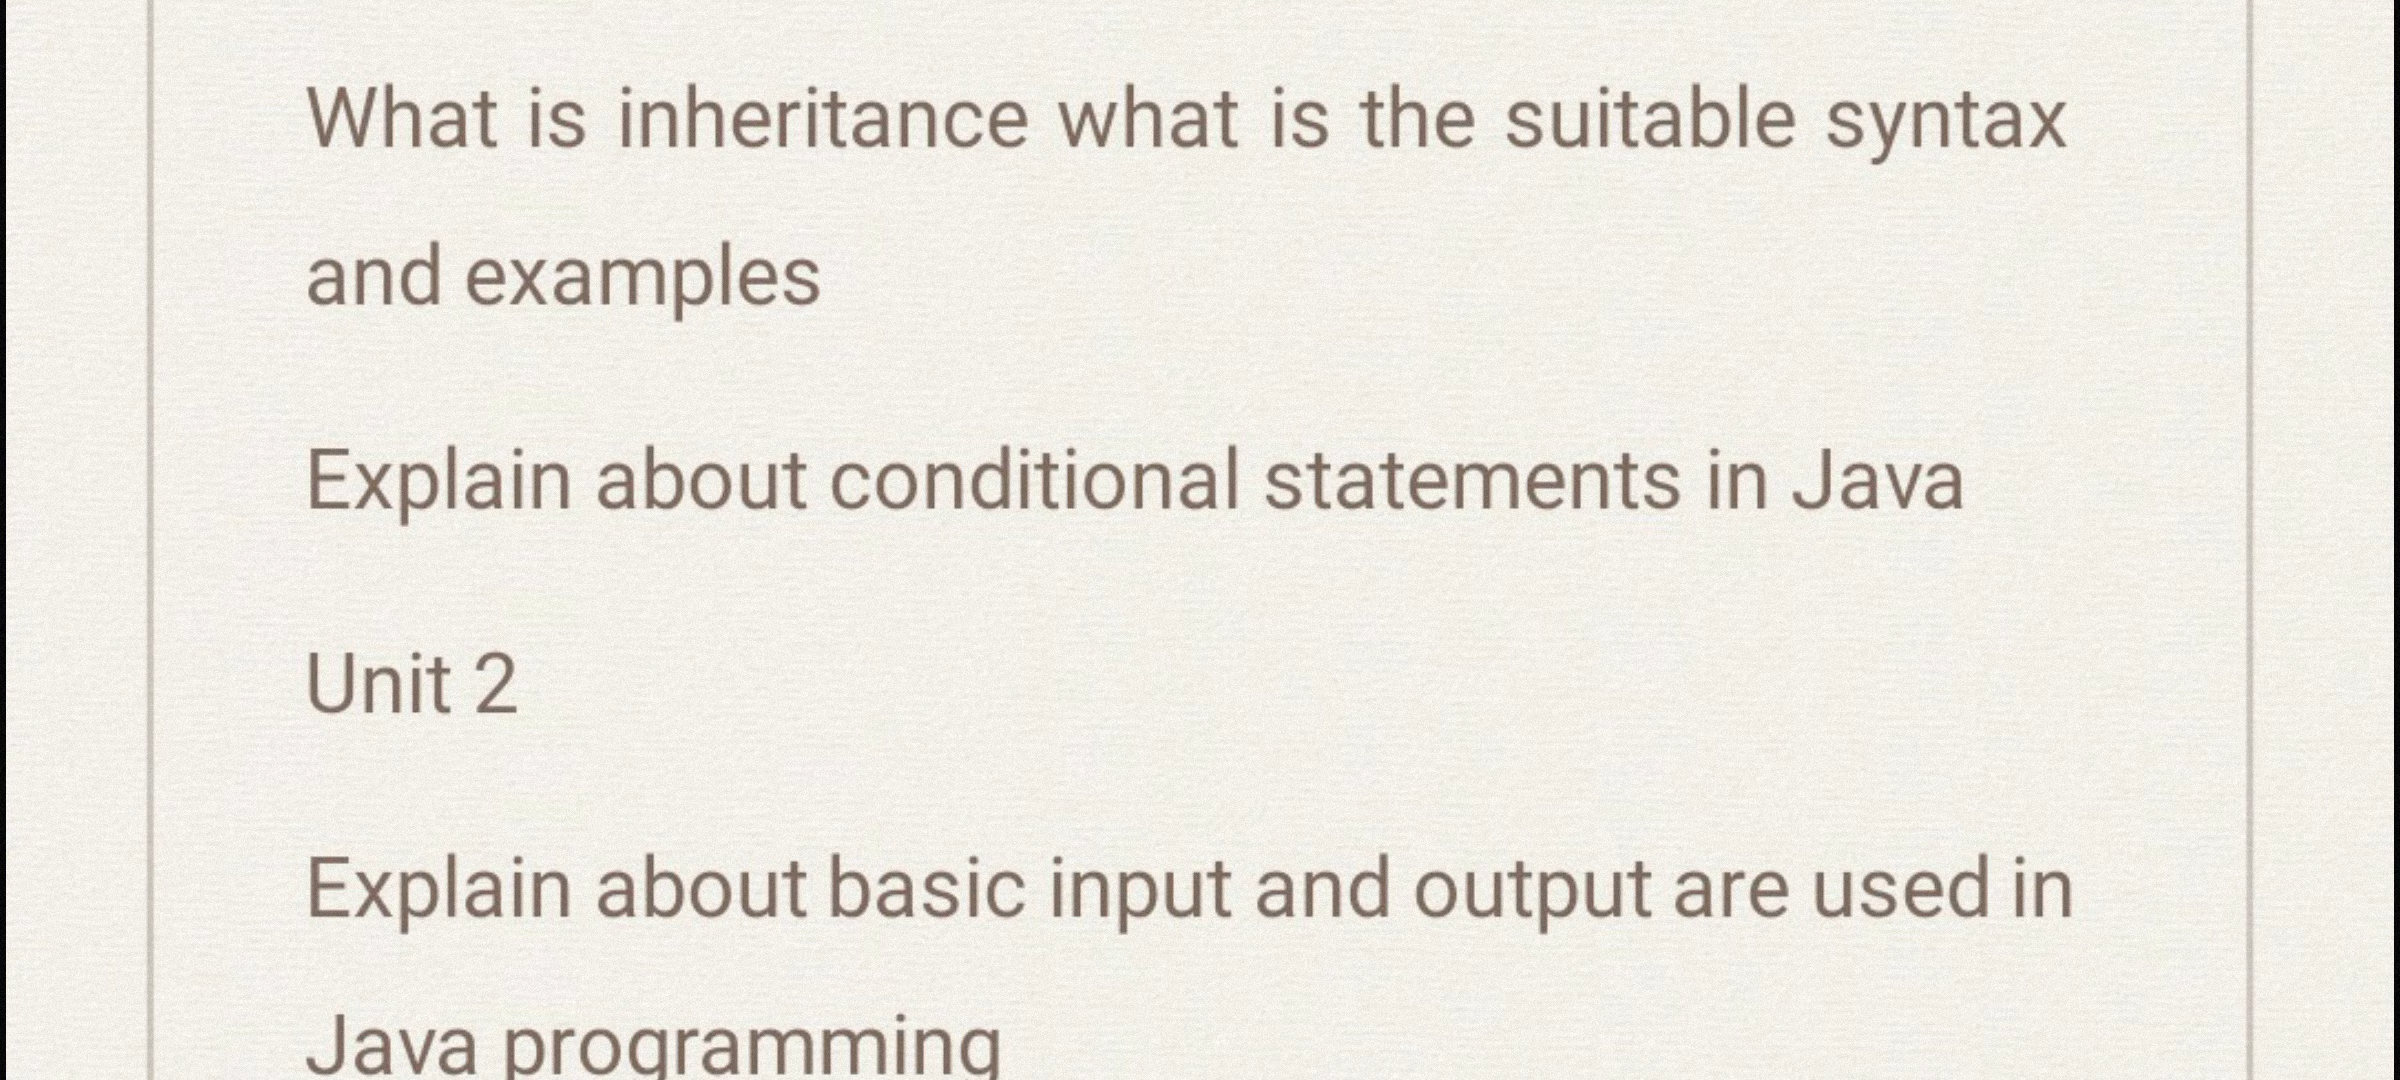 What is inheritance what is the suitable syntax
and examples
Explain about conditional statements in Java
Unit 2
Explain about basic input and output are used in
Java programming